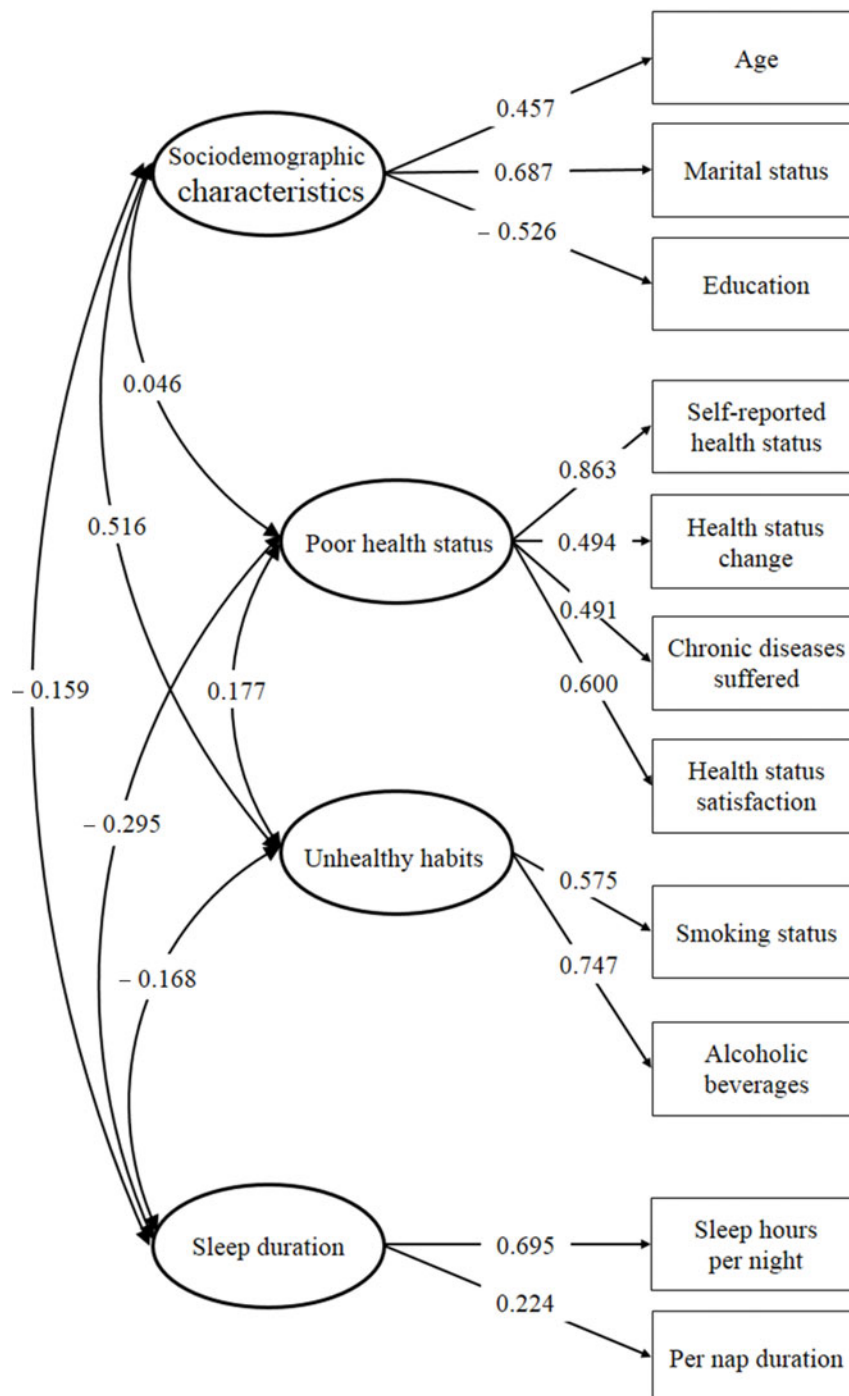 Age
0.457
Sociodemographic
characteristics
0.687
Marital status
– 0.526
Education
0.046
Self-reported
health status
0.863
0.516
Poor health status
0.494
Health status
change
0.491
Chronic diseases
suffered
– 0.159
0.177
0.600
Health status
satisfaction
– 0.295
Unhealthy habits
0.575
Smoking status
– 0.168
0.747
Alcoholic
beverages
Sleep duration
0.695
Sleep hours
per night
0.224
Per nap duration